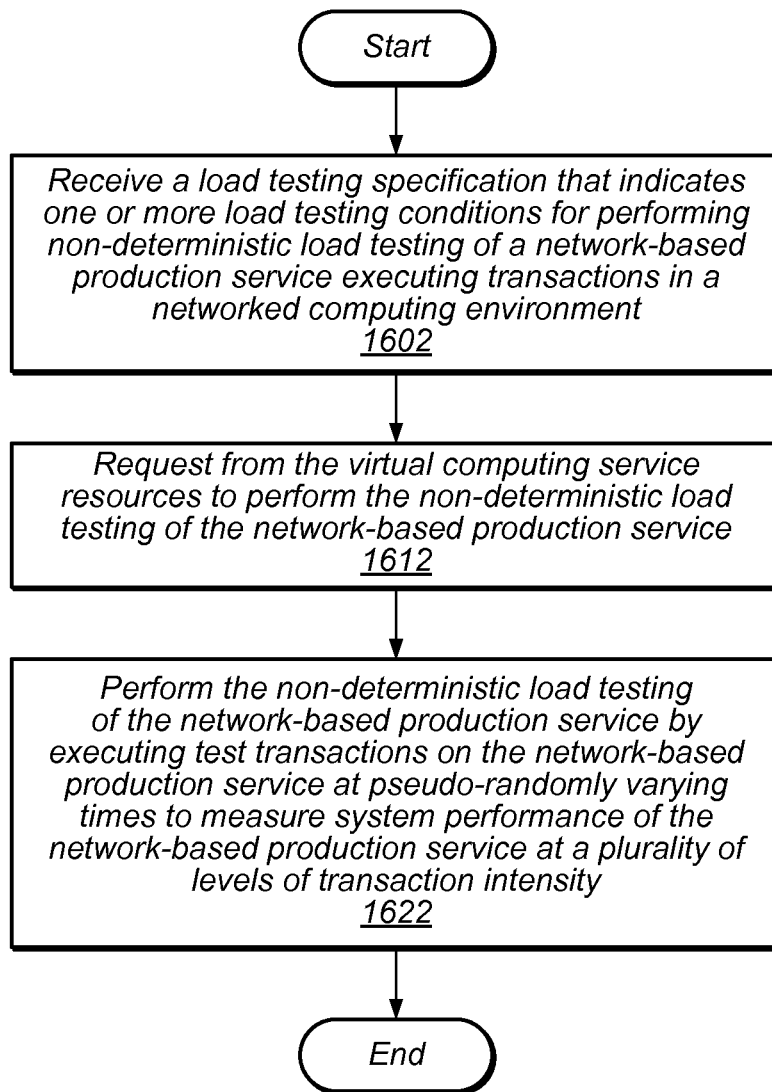 Start
Receive a load testing specification that indicates
one or more load testing conditions for performing
non-deterministic load testing of a network-based
production service executing transactions in a
networked computing environment
1602
Request from the virtual computing service
resources to perform the non-deterministic load
testing of the network-based production service
1612
Perform the non-deterministic load testing
of the network-based production service by
executing test transactions on the network-based
production service at pseudo-randomly varying
times to measure system performance of the
network-based production service at a plurality of
levels of transaction intensity
1622
End